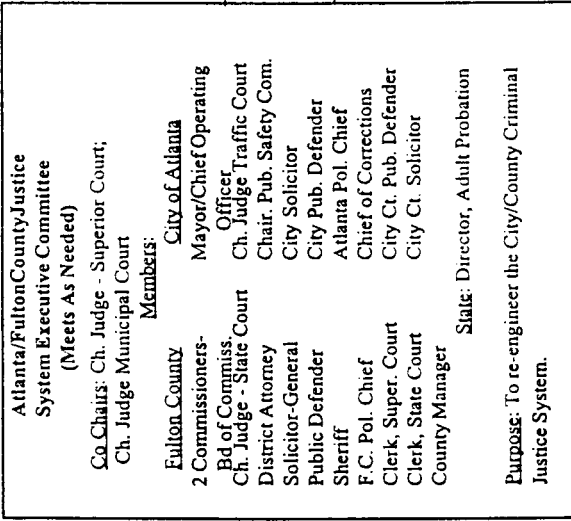 Atlanta/FultonCountyJustice
System Executive Committee
(Meets As Needed)
Co Chairs: Ch. Judge - Superior Court;
Ch. Judge Municipal Court
Members:
Fulton County City of Atlanta
2 Commissioners- Mayor/Chief Operating
Bd of Commiss. Officer
Ch. Judge - State Court Ch. Judge Traffic Court
District Attorney Chair. Pub. Safety Com.
Solicitor-General City Solicitor
Public Defender City Pub. Defender
Sheriff Atlanta Pol. Chief
F.C. Pol. Chief Chief of Corrections
Clerk, Super. Court City Ct. Pub. Defender
Clerk, State Court City Ct. Solicitor
County Manager
State: Director, Adult Probation
Purpose: To re-engineer the City/County Criminal
Justice System.